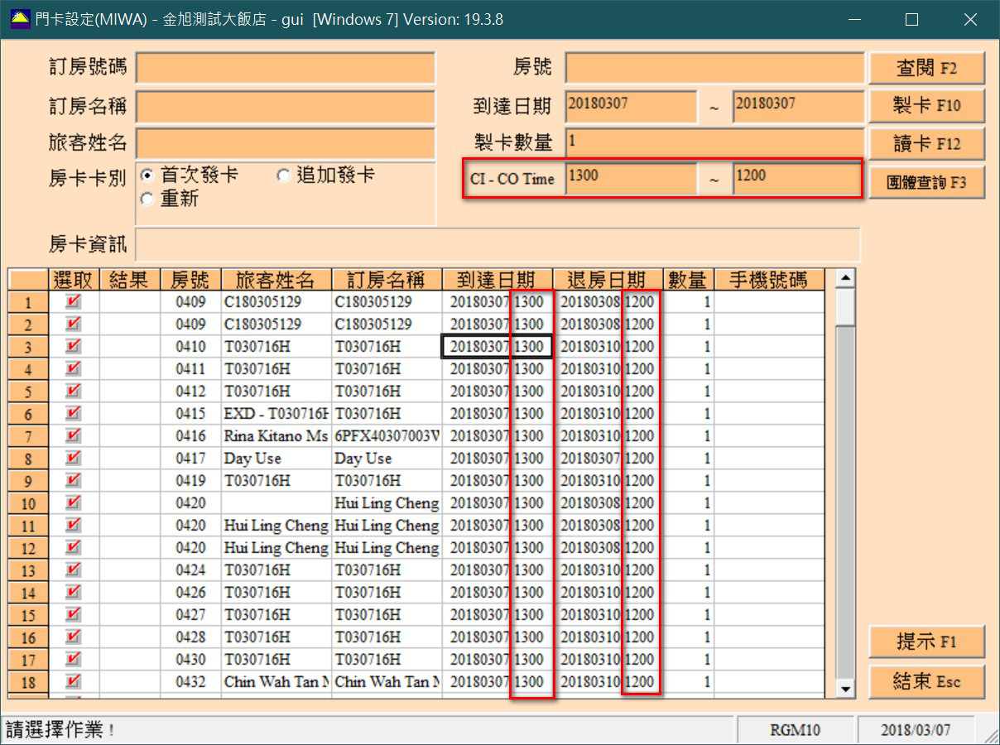 門卡設定(MIWA) - 金旭測試大飯店 - gui [Windows 7] Version: 19.3.8
訂房號碼 房號 查閱 F2
訂房名稱 到達日期 20180307 ~ 20180307 製卡 F10
旅客姓名 製卡數量 1 讀卡 F12
房卡卡別 首次發卡 追加發卡 CI - CO Time 1300 ~ 1200 團體查詢 F3
重新
房卡資訊
選取 結果 房號 旅客姓名 訂房名稱 到達日期 退房日期 數量 手機號碼
1 0409 C180305129 C180305129 20180307 1300 20180308 1200 1
2 0409 C180305129 C180305129 20180307 1300 20180308 1200 1
3 0410 T030716H T030716H 20180307 1300 20180310 1200 1
4 0411 T030716H T030716H 20180307 1300 20180310 1200 1
5 0412 T030716H T030716H 20180307 1300 20180310 1200 1
6 0415 EXD - T030716H T030716H 20180307 1300 20180310 1200 1
7 0416 Rina Kitano Ms 6PFX40307003V 20180307 1300 20180308 1200 1
8 0417 Day Use Day Use 20180307 1300 20180307 1200 1
9 0419 T030716H T030716H 20180307 1300 20180310 1200 1
10 0420 Hui Ling Cheng 20180307 1300 20180308 1200 1
11 0420 Hui Ling Cheng Hui Ling Cheng 20180307 1300 20180308 1200 1
12 0420 Hui Ling Cheng Hui Ling Cheng 20180307 1300 20180308 1200 1
13 0424 T030716H T030716H 20180307 1300 20180310 1200 1
14 0426 T030716H T030716H 20180307 1300 20180310 1200 1
15 0427 T030716H T030716H 20180307 1300 20180310 1200 1
16 0428 T030716H T030716H 20180307 1300 20180310 1200 1
17 0430 T030716H T030716H 20180307 1300 20180310 1200 1
18 0432 Chin Wah Tan M Chin Wah Tan M 20180307 1300 20180310 1200 1
提示 F1
結束 Esc
請選擇作業 ! RGM10 2018/03/07